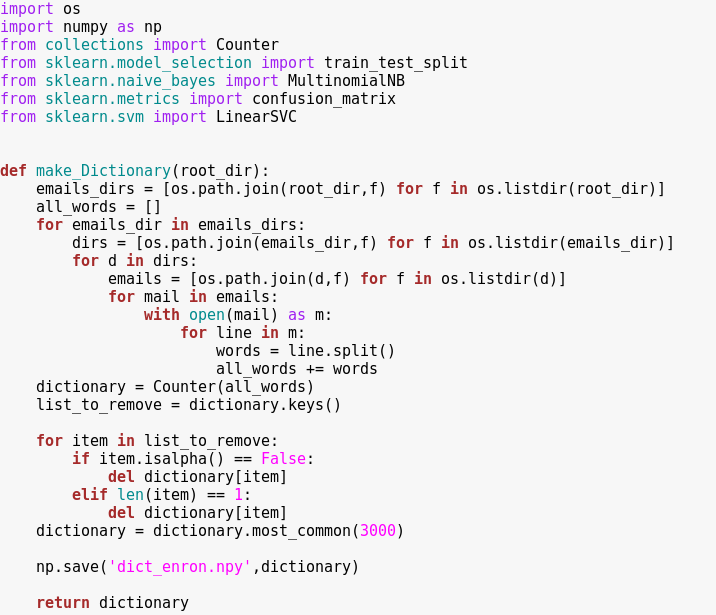 import os
import numpy as np
from collections import Counter
from sklearn.model_selection import train_test_split
from sklearn.naive_bayes import MultinomialNB
from sklearn.metrics import confusion_matrix
from sklearn.svm import LinearSVC


def make_Dictionary(root_dir):
    emails_dirs = [os.path.join(root_dir,f) for f in os.listdir(root_dir)]
    all_words = []
    for emails_dir in emails_dirs:
        dirs = [os.path.join(emails_dir,f) for f in os.listdir(emails_dir)]
        for d in dirs:
            emails = [os.path.join(d,f) for f in os.listdir(d)]
            for mail in emails:
                with open(mail) as m:
                    for line in m:
                        words = line.split()
                        all_words += words
    dictionary = Counter(all_words)
    list_to_remove = dictionary.keys()

    for item in list_to_remove:
        if item.isalpha() == False:
            del dictionary[item]
        elif len(item) == 1:
            del dictionary[item]
    dictionary = dictionary.most_common(3000)

    np.save('dict_enron.npy',dictionary)

    return dictionary